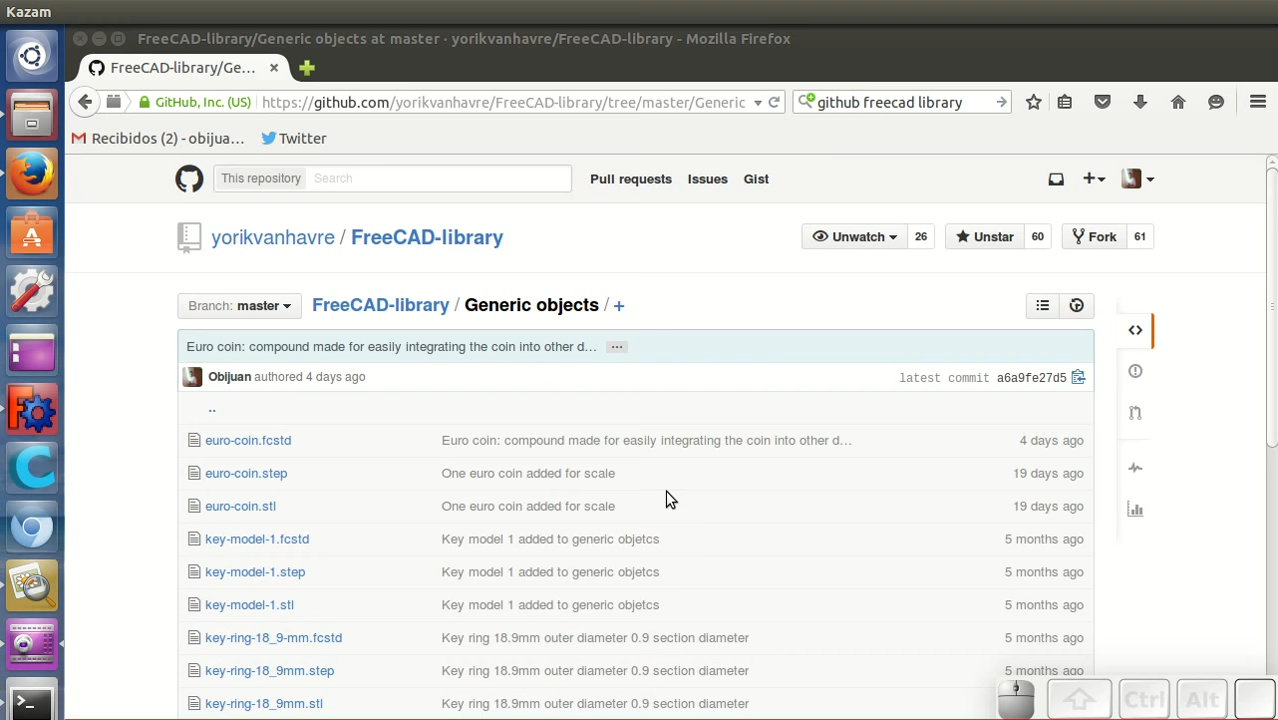 Kazam
FreeCAD-library/Generic objects at master · yorikvanhavre/FreeCAD-library - Mozilla Firefox
FreeCAD-library/Ge...
GitHub, Inc. (US) https://github.com/yorikvanhavre/FreeCAD-library/tree/master/Generic github freecad library
Recibidos (2) - obijua... Twitter
This repository Search Pull requests Issues Gist
yorikvanhavre / FreeCAD-library Unwatch 26 Unstar 60 Fork 61
Branch: master FreeCAD-library / Generic objects / +
Euro coin: compound made for easily integrating the coin into other d... ...
Obijuan authored 4 days ago latest commit a6a9fe27d5
..
euro-coin.fcstd Euro coin: compound made for easily integrating the coin into other d... 4 days ago
euro-coin.step One euro coin added for scale 19 days ago
euro-coin.stl One euro coin added for scale 19 days ago
key-model-1.fcstd Key model 1 added to generic objetcs 5 months ago
key-model-1.step Key model 1 added to generic objetcs 5 months ago
key-model-1.stl Key model 1 added to generic objetcs 5 months ago
key-ring-18_9-mm.fcstd Key ring 18.9mm outer diameter 0.9 section diameter 5 months ago
key-ring-18_9mm.step Key ring 18.9mm outer diameter 0.9 section diameter 5 months ago
key-ring-18_9mm.stl Key ring 18.9mm outer diameter 0.9 section diameter
Ctrl Alt